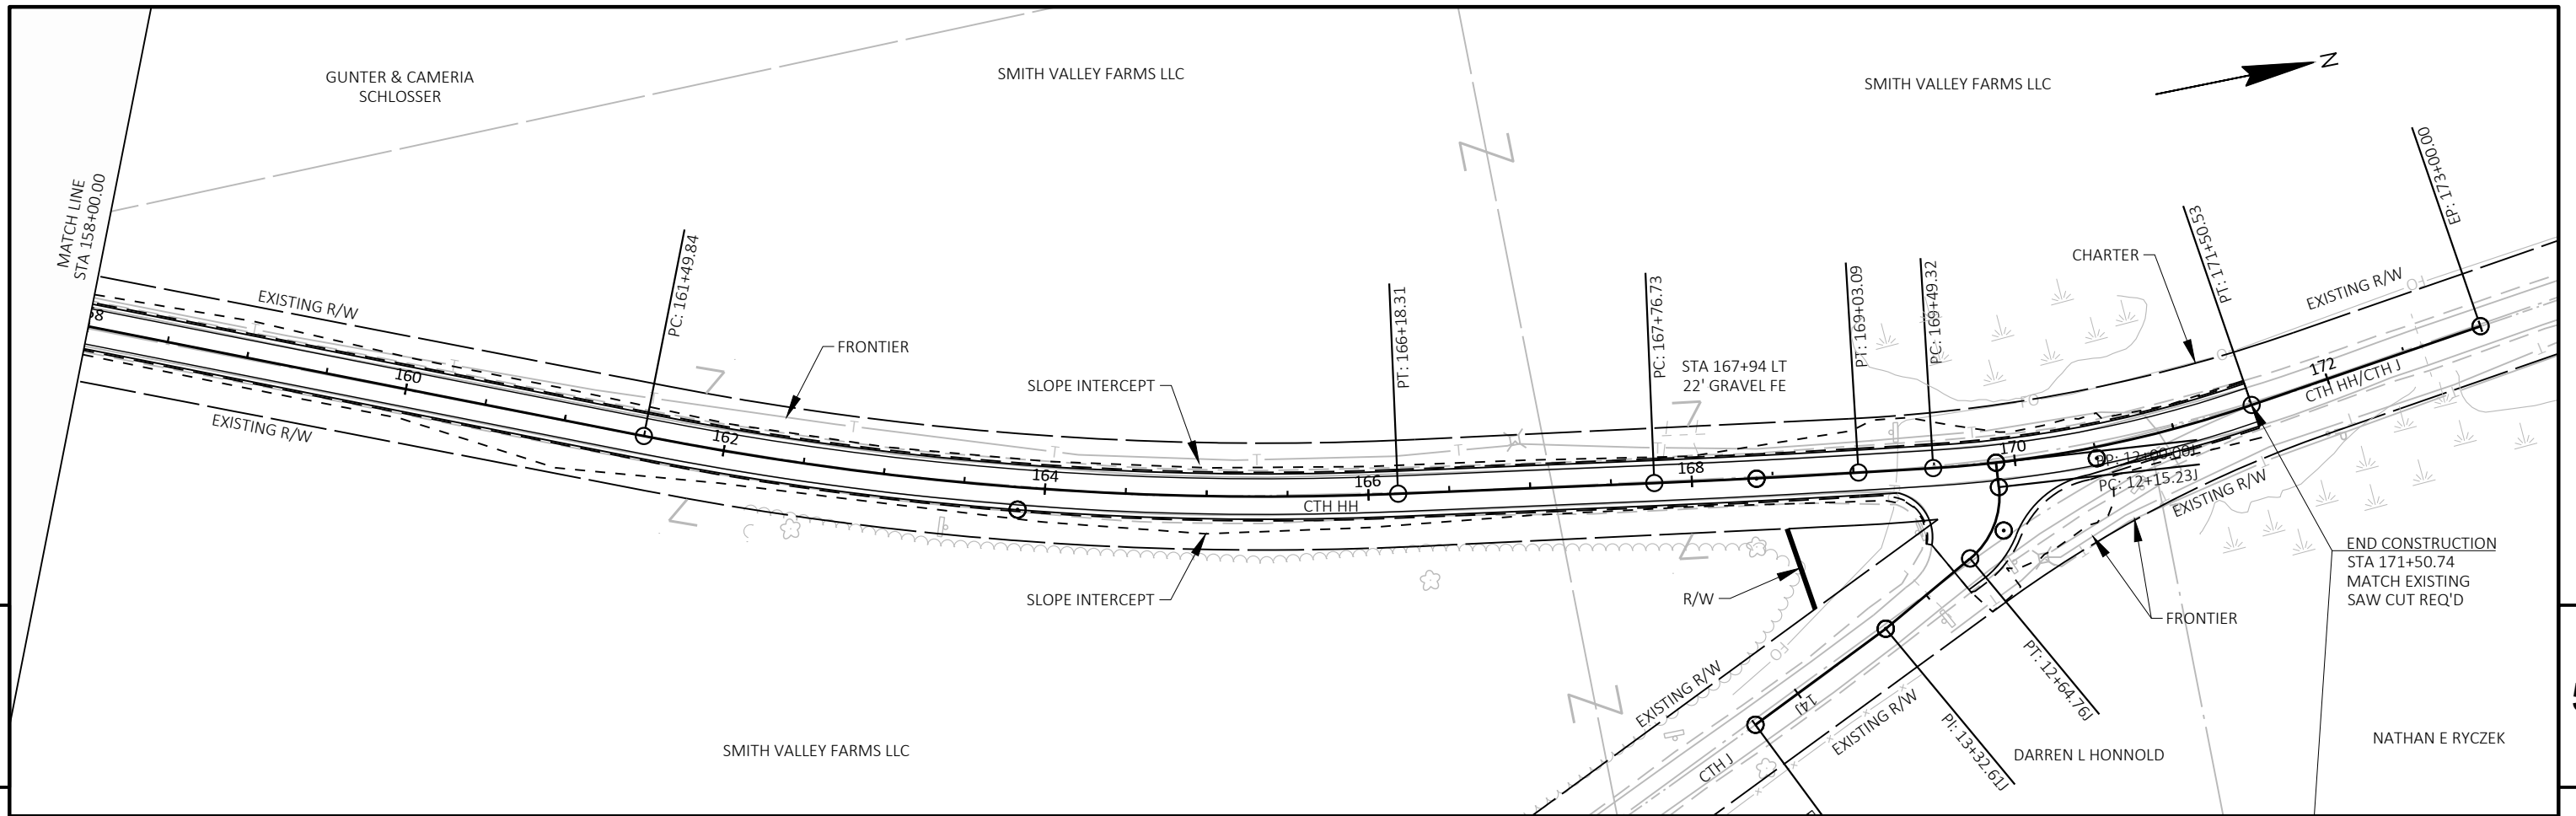 GUNTER & CAMERIA
SCHLOSSER
SMITH VALLEY FARMS LLC
SMITH VALLEY FARMS LLC
N
MATCH LINE
STA 158+00.00
EXISTING R/W
EXISTING R/W
160
PC: 161+49.84
162
FRONTIER
SLOPE INTERCEPT
164
166
PT: 166+18.31
CTH HH
SLOPE INTERCEPT
PC: 167+76.73
STA 167+94 LT
22' GRAVEL FE
168
PT: 169+03.09
PC: 169+49.32
170
CHARTER
PT: 171+50.53
EXISTING R/W
EP: 173+00.00
172
CTH HH/CTH J
BP: 12+00.00J
PC: 12+15.23J
EXISTING R/W
END CONSTRUCTION
STA 171+50.74
MATCH EXISTING
SAW CUT REQ'D
FRONTIER
R/W
PT: 12+64.76J
PI: 13+32.61J
14J
EXISTING R/W
EXISTING R/W
CTH J
SMITH VALLEY FARMS LLC
DARREN L HONNOLD
NATHAN E RYCZEK